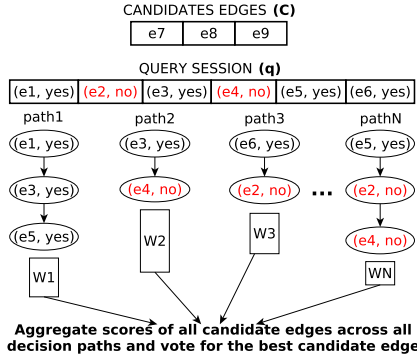 CANDIDATES EDGES (C)
e7 e8 e9
QUERY SESSION (q)
(e1, yes) (e2, no) (e3, yes) (e4, no) (e5, yes) (e6, yes)
path1 path2 path3 pathN
(e1, yes) (e3, yes) (e6, yes) (e5, yes)
(e3, yes) (e4, no) (e2, no) ... (e2, no)
(e5, yes) (e4, no)
W1 W2 W3 WN
Aggregate scores of all candidate edges across all
decision paths and vote for the best candidate edge